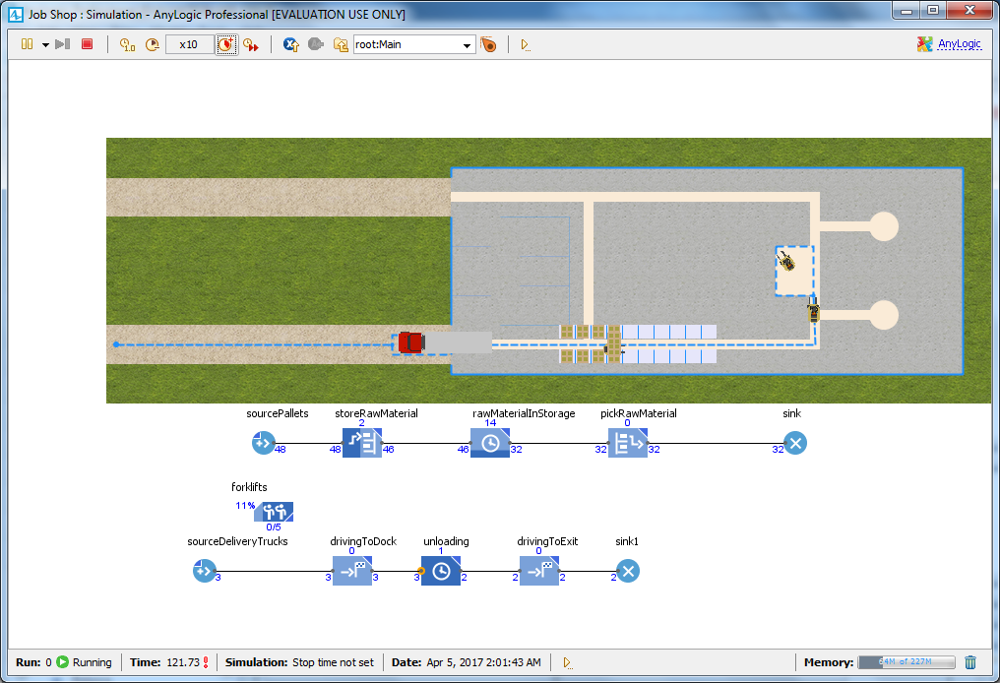 Job Shop : Simulation - AnyLogic Professional [EVALUATION USE ONLY]
1.0 x10 root:Main AnyLogic
sourcePallets storeRawMaterial rawMaterialInStorage pickRawMaterial sink
2 14 0
48 48 46 46 32 32 32 32
forklifts
11%
0/5
sourceDeliveryTrucks drivingToDock unloading drivingToExit sink1
0 1 0
3 3 3 3 2 2 2 2
Run: 0 Running Time: 121.73 Simulation: Stop time not set Date: Apr 5, 2017 2:01:43 AM Memory: 64M of 227M